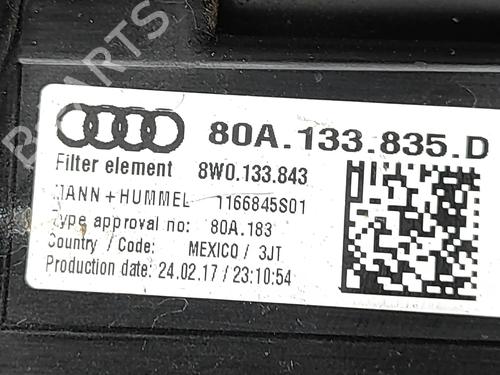 80A.133.835.D
Filter element 8W0.133.843
MANN+HUMMEL 1166845S01
Type approval no: 80A.183
Country / Code: MEXICO / 3JT
Production date: 24.02.17 / 23:10:54